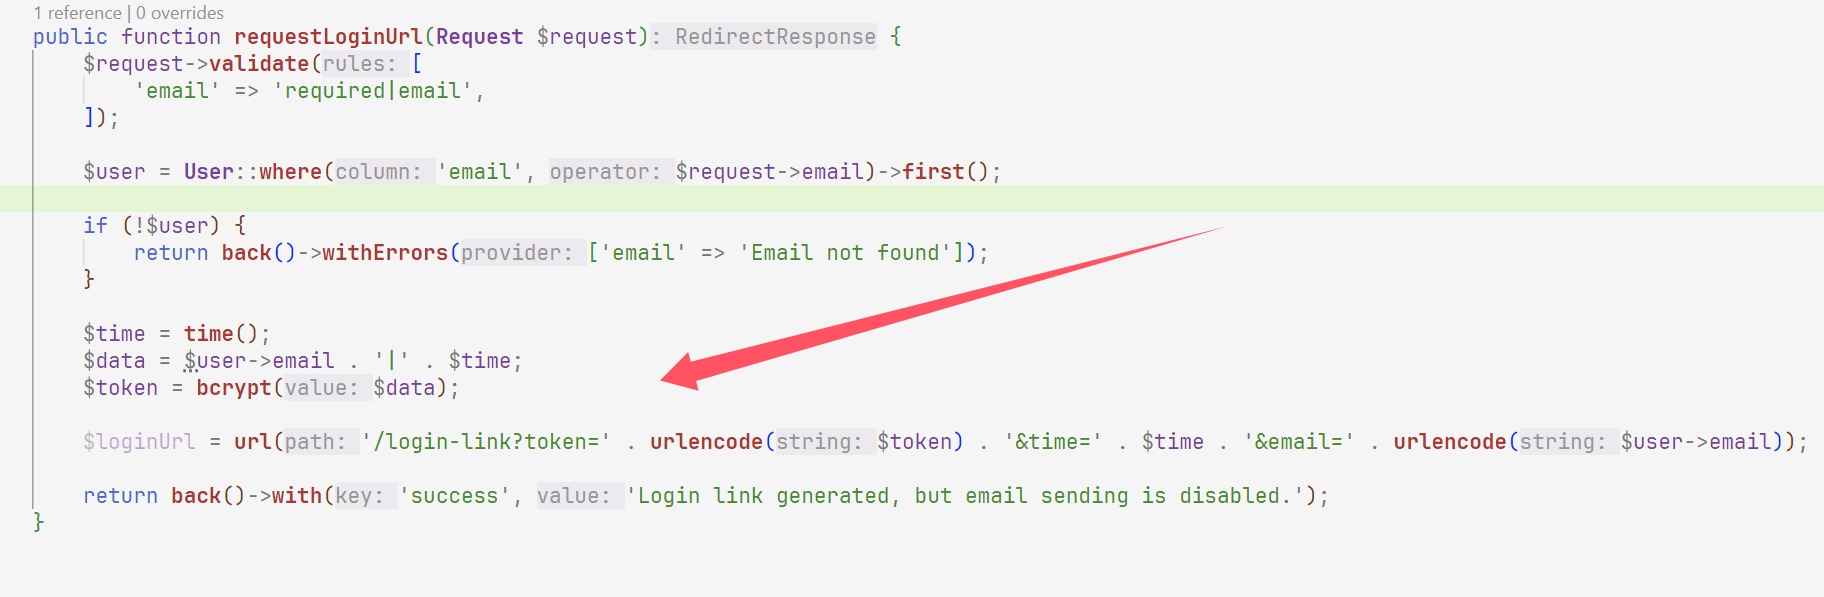 1 reference | 0 overrides
public function requestLoginUrl(Request $request): RedirectResponse {
$request->validate(rules: [
'email' => 'required|email',
]);
$user = User::where(column: 'email', operator: $request->email)->first();
if (!$user) {
return back()->withErrors(provider: ['email' => 'Email not found']);
}
$time = time();
$data = $user->email . '|' . $time;
$token = bcrypt(value: $data);
$loginUrl = url(path: '/login-link?token=' . urlencode(string: $token) . '&time=' . $time . '&email=' . urlencode(string: $user->email));
return back()->with(key: 'success', value: 'Login link generated, but email sending is disabled.');
}